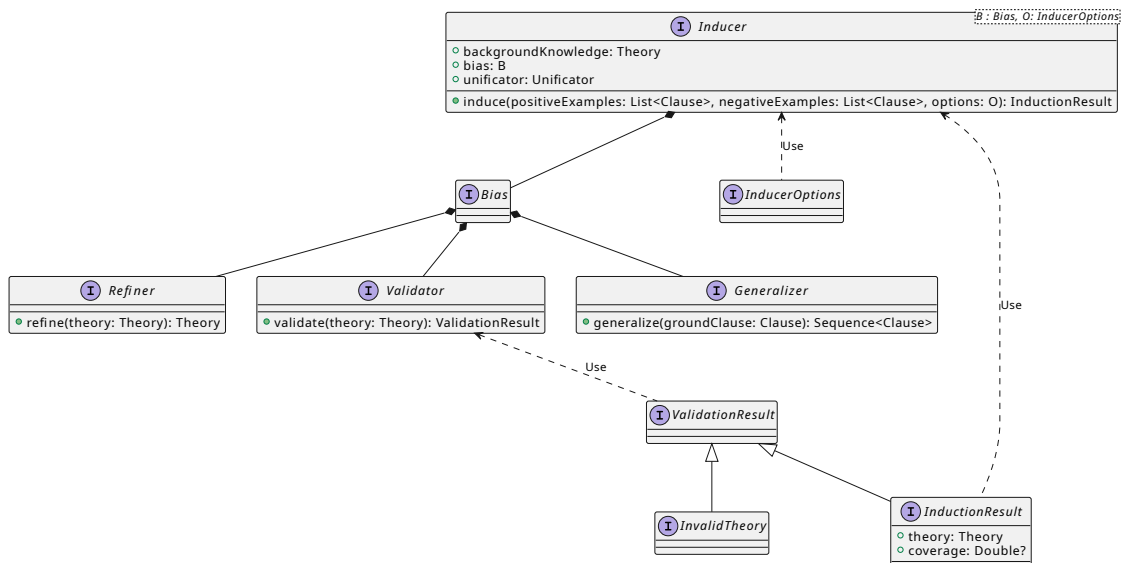 B : Bias, O: InducerOptions
I Inducer
backgroundKnowledge: Theory
bias: B
unificator: Unificator
induce(positiveExamples: List<Clause>, negativeExamples: List<Clause>, options: O): InductionResult
Use
I Bias
I InducerOptions
I Refiner
refine(theory: Theory): Theory
I Validator
validate(theory: Theory): ValidationResult
I Generalizer
generalize(groundClause: Clause): Sequence<Clause>
Use
Use
I ValidationResult
I InvalidTheory
I InductionResult
theory: Theory
coverage: Double?